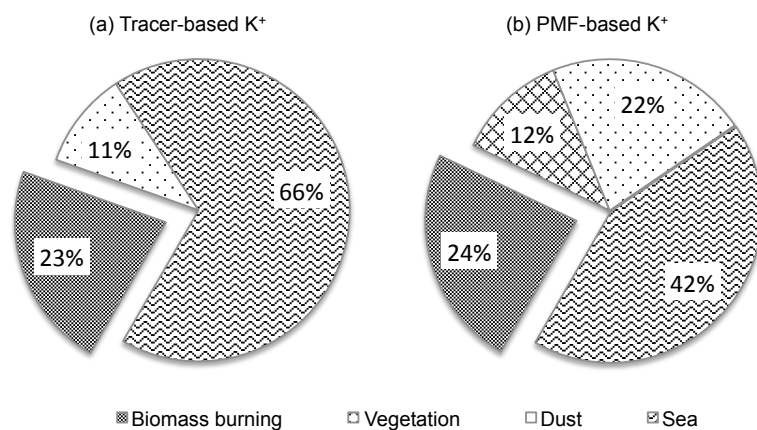 (a) Tracer-based K⁺
(b) PMF-based K⁺
11%
66%
23%
12%
22%
24%
42%
Biomass burning
Vegetation
Dust
Sea